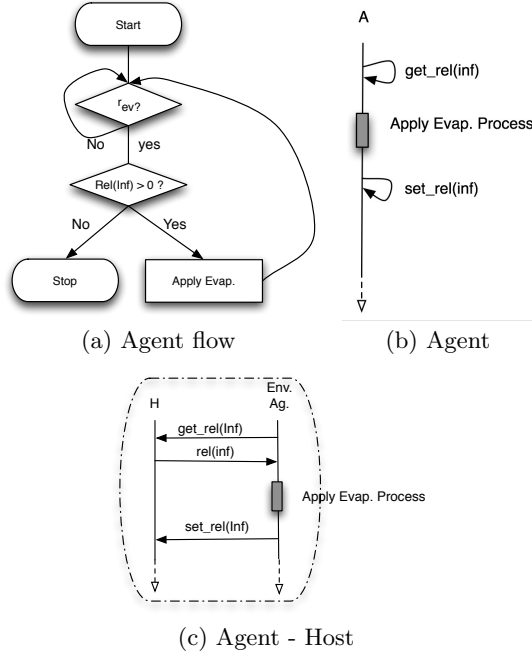 Start
r_ev?
No
yes
Rel(Inf) > 0 ?
No
Yes
Stop
Apply Evap.
(a) Agent flow
A
get_rel(inf)
Apply Evap. Process
set_rel(inf)
(b) Agent
H
Env.
Ag.
get_rel(Inf)
rel(inf)
Apply Evap. Process
set_rel(Inf)
(c) Agent - Host